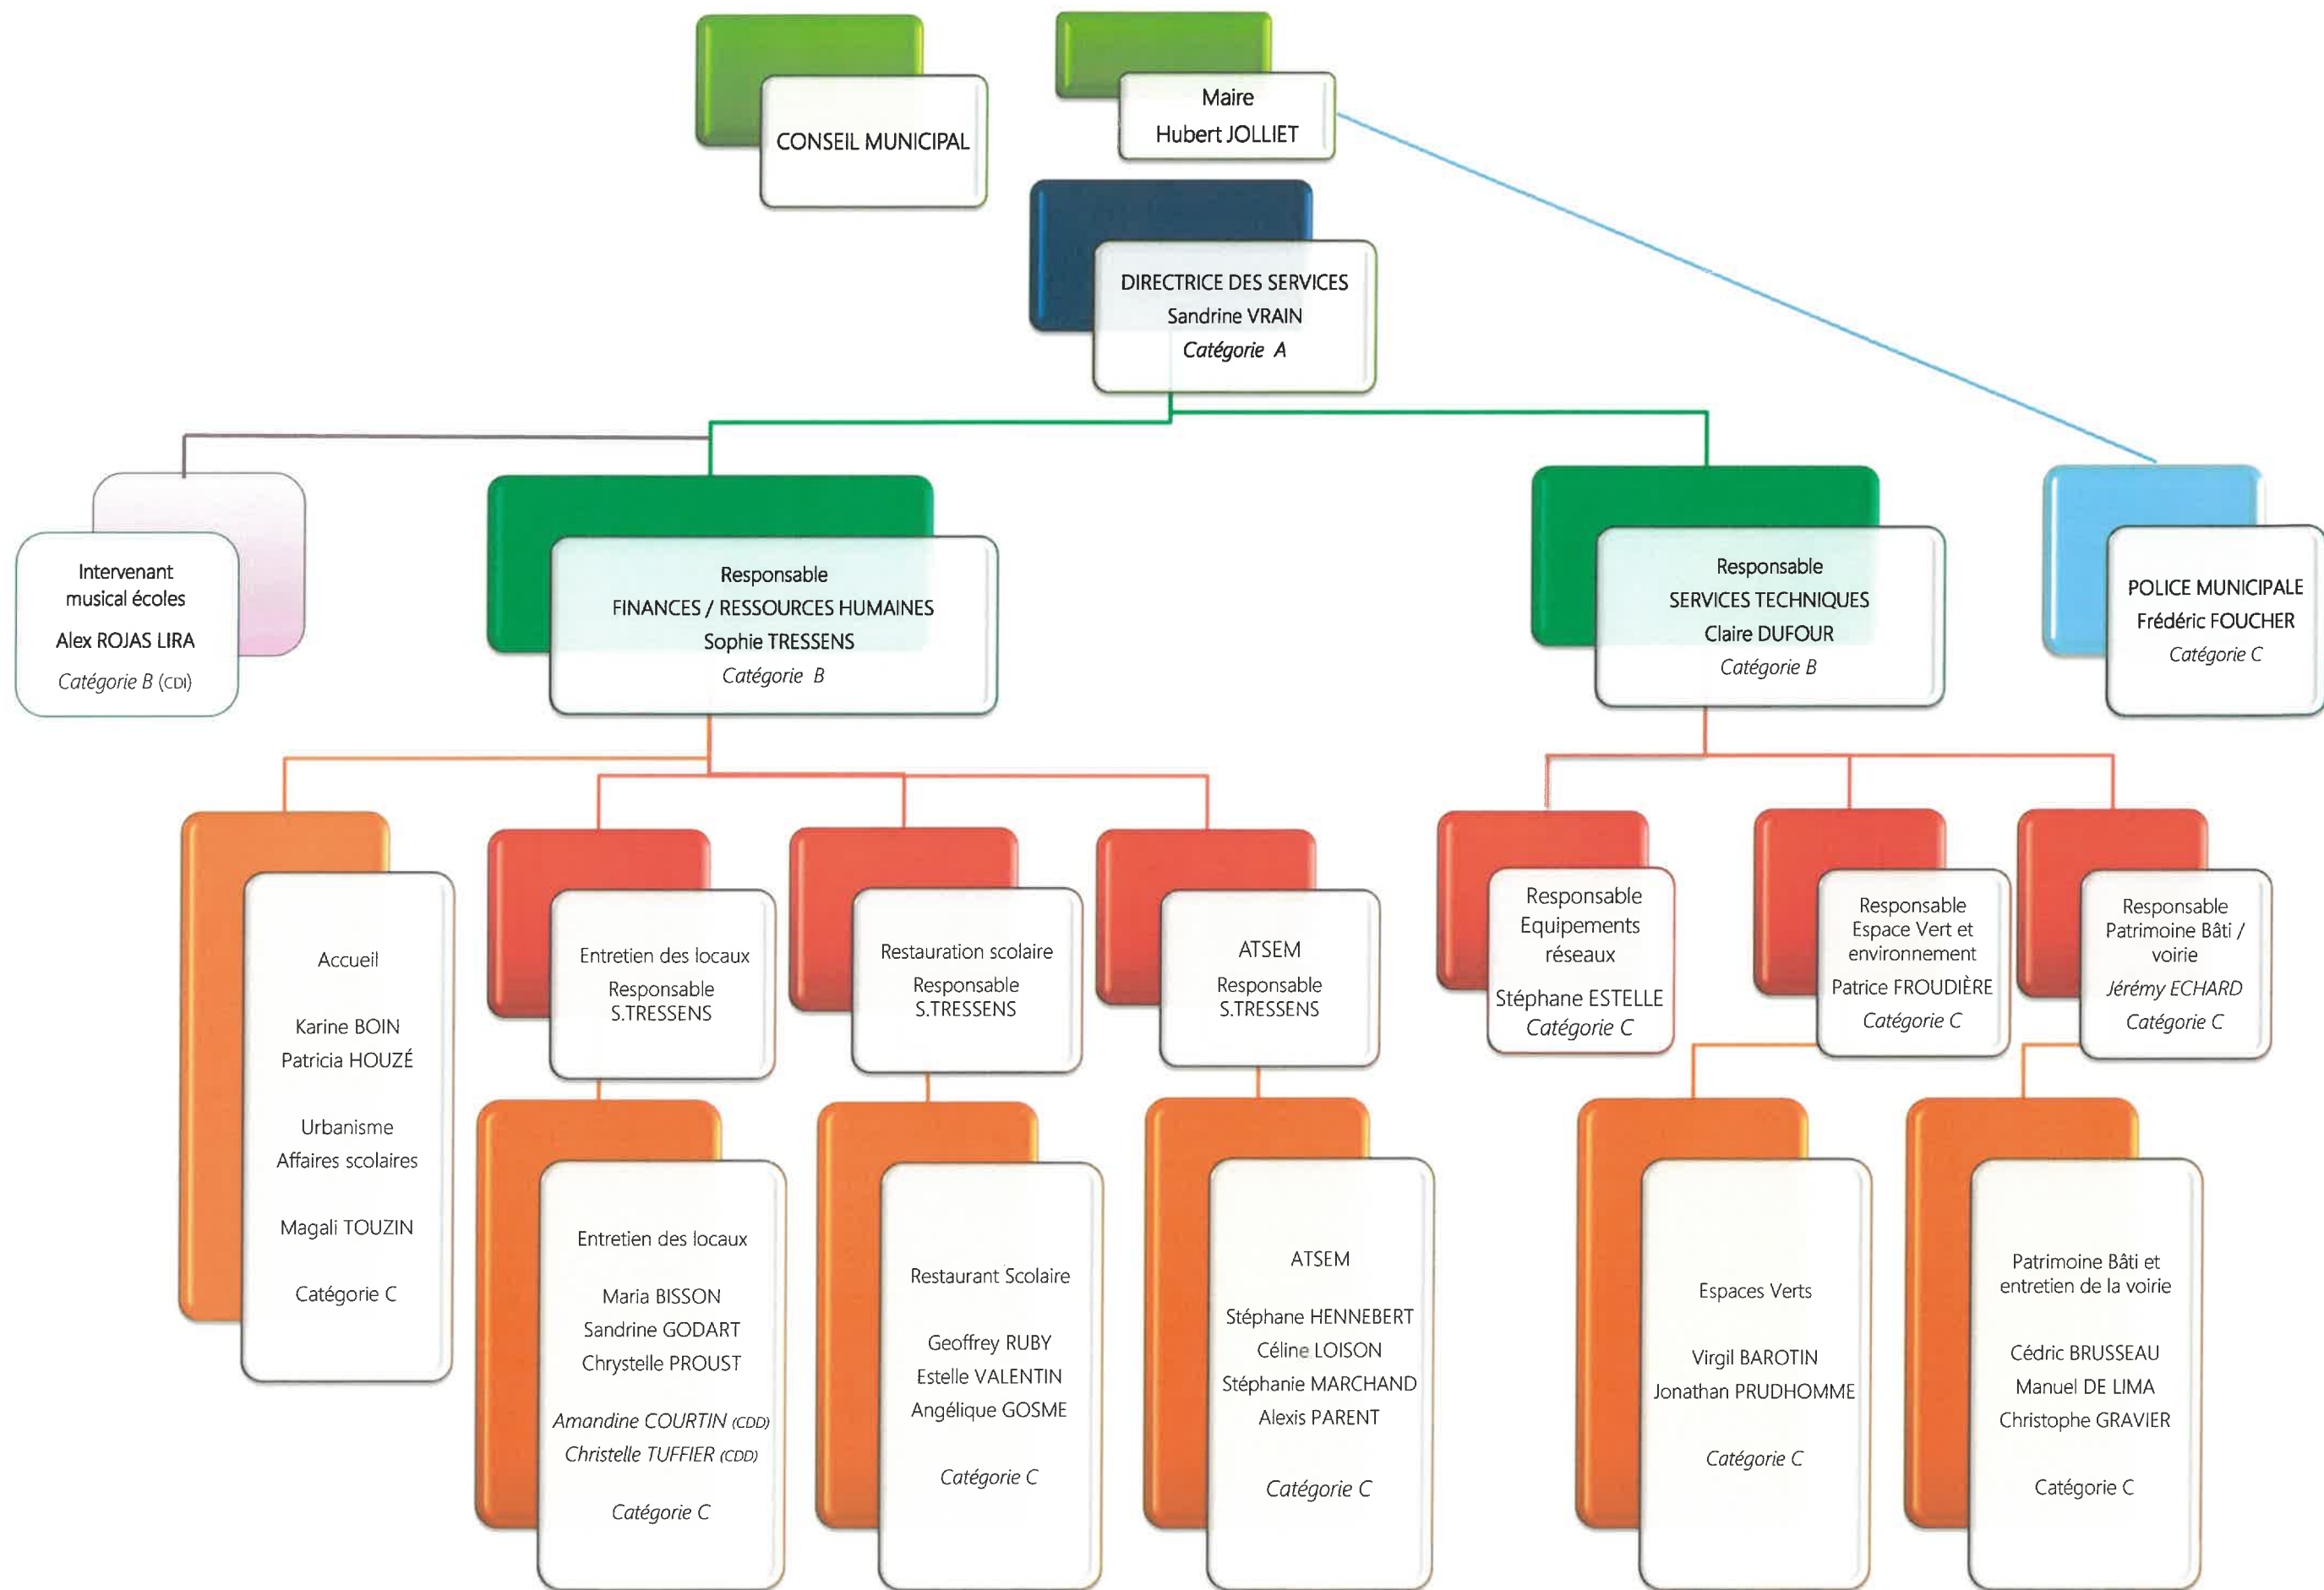 CONSEIL MUNICIPAL
Maire
Hubert JOLLIET
DIRECTRICE DES SERVICES
Sandrine VRAIN
Catégorie A
Intervenant
musical écoles
Alex ROJAS LIRA
Catégorie B (CDI)
Responsable
FINANCES / RESSOURCES HUMAINES
Sophie TRESSENS
Catégorie B
Responsable
SERVICES TECHNIQUES
Claire DUFOUR
Catégorie B
POLICE MUNICIPALE
Frédéric FOUCHER
Catégorie C
Accueil
Karine BOIN
Patricia HOUZÉ
Urbanisme
Affaires scolaires
Magali TOUZIN
Catégorie C
Entretien des locaux
Responsable
S.TRESSENS
Restauration scolaire
Responsable
S.TRESSENS
ATSEM
Responsable
S.TRESSENS
Responsable
Equipements
réseaux
Stéphane ESTELLE
Catégorie C
Responsable
Espace Vert et
environnement
Patrice FROUDIÈRE
Catégorie C
Responsable
Patrimoine Bâti /
voirie
Jérémy ECHARD
Catégorie C
Entretien des locaux
Maria BISSON
Sandrine GODART
Chrystelle PROUST
Amandine COURTIN (CDD)
Christelle TUFFIER (CDD)
Catégorie C
Restaurant Scolaire
Geoffrey RUBY
Estelle VALENTIN
Angélique GOSME
Catégorie C
ATSEM
Stéphane HENNEBERT
Céline LOISON
Stéphanie MARCHAND
Alexis PARENT
Catégorie C
Espaces Verts
Virgil BAROTIN
Jonathan PRUDHOMME
Catégorie C
Patrimoine Bâti et
entretien de la voirie
Cédric BRUSSEAU
Manuel DE LIMA
Christophe GRAVIER
Catégorie C